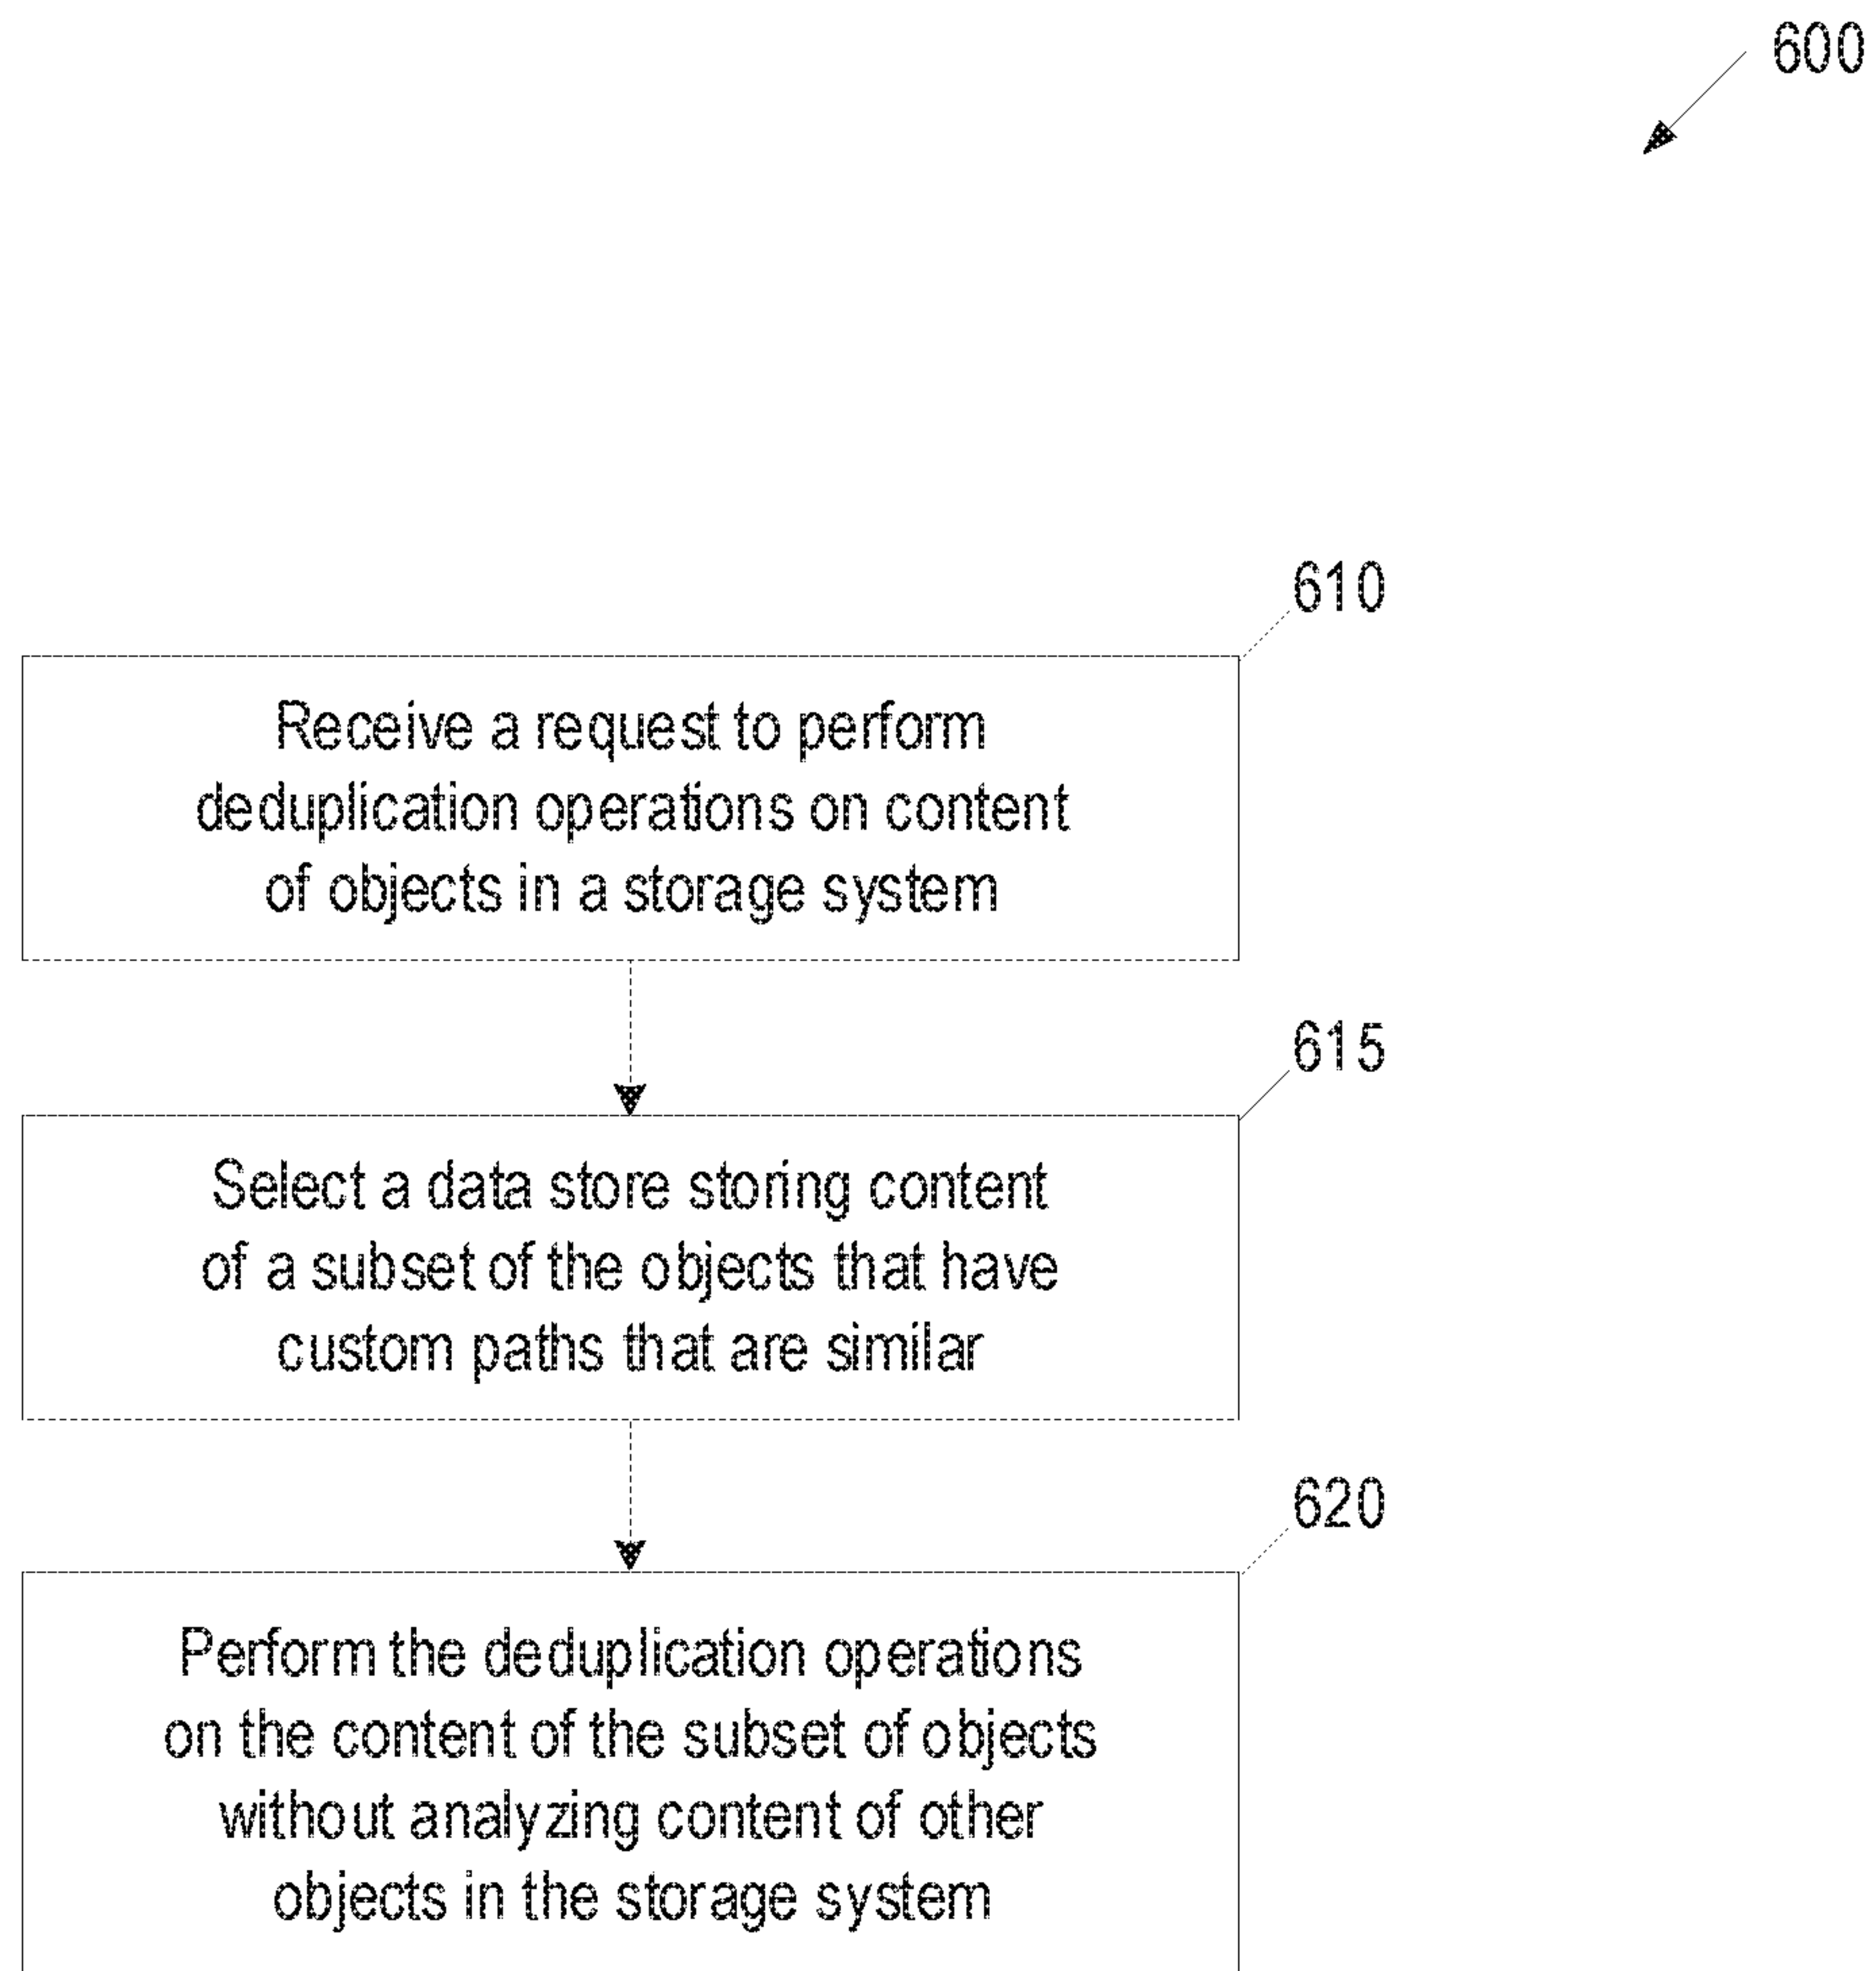 600
610
Receive a request to perform
deduplication operations on content
of objects in a storage system
615
Select a data store storing content
of a subset of the objects that have
custom paths that are similar
620
Perform the deduplication operations
on the content of the subset of objects
without analyzing content of other
objects in the storage system